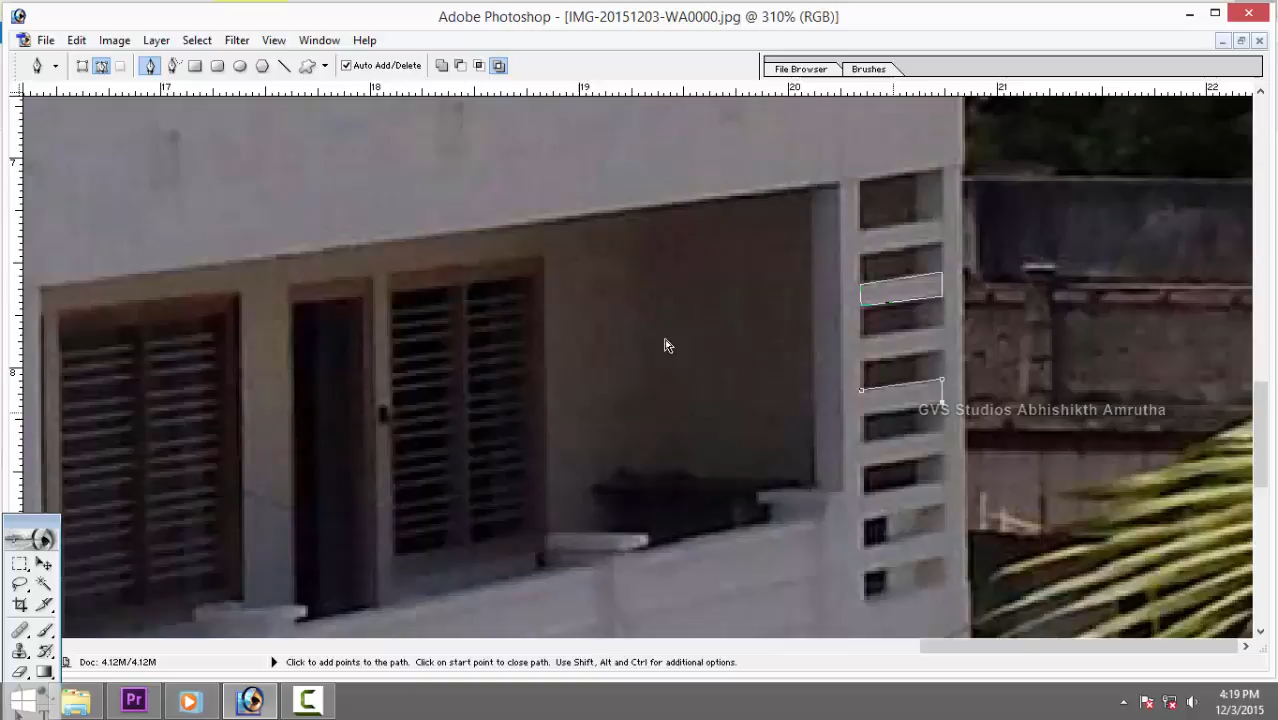 Adobe Photoshop - [IMG-20151203-WA0000.jpg @ 310% (RGB)]
File Edit Image Layer Select Filter View Window Help
Auto Add/Delete File Browser Brushes
17 18 19 20 21 22
7
8
GVS Studios Abhishikth Amrutha
Doc: 4.12M/4.12M Click to add points to the path. Click on start point to close path. Use Shift, Alt and Ctrl for additional options.
Pr C 4:19 PM
12/3/2015